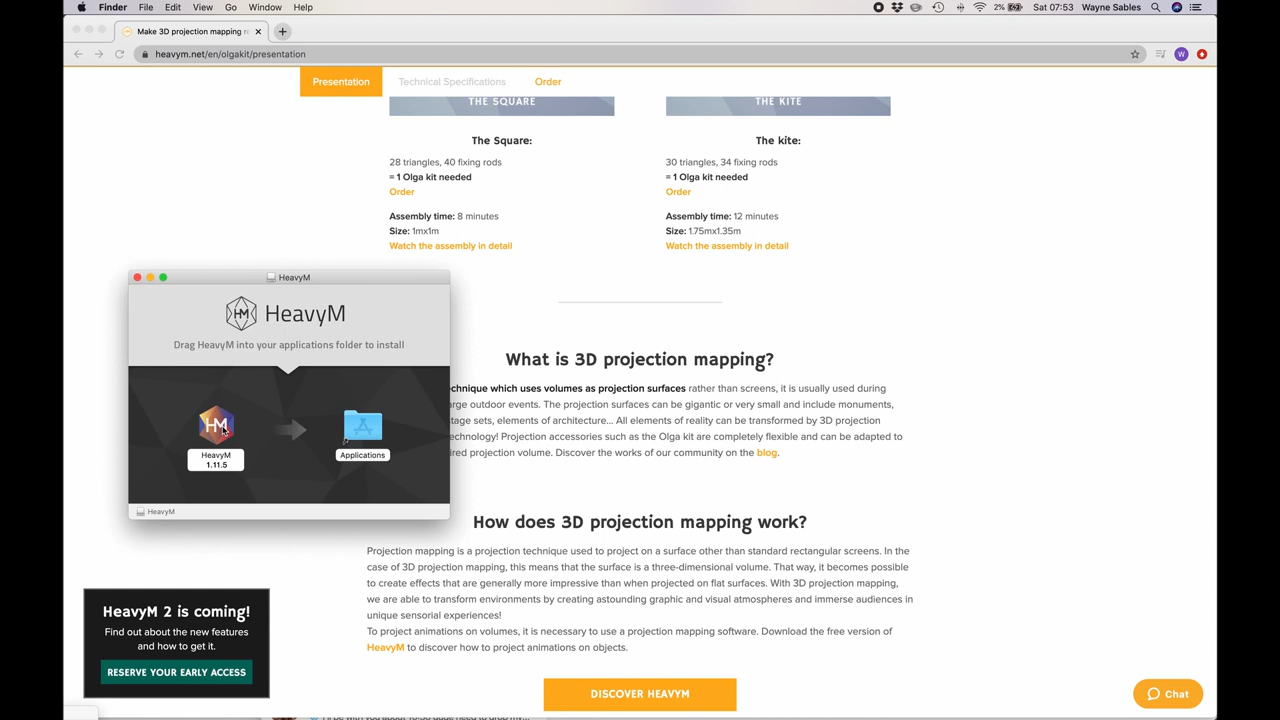 Finder File Edit View Go Window Help 2% Sat 07:53 Wayne Sables
Make 3D projection mapping
heavym.net/en/olgakit/presentation W
Presentation Technical Specifications Order
THE SQUARE THE KITE
The Square: The kite:
28 triangles, 40 fixing rods 30 triangles, 34 fixing rods
= 1 Olga kit needed = 1 Olga kit needed
Order Order
Assembly time: 8 minutes Assembly time: 12 minutes
Size: 1mx1m Size: 1.75mx1.35m
Watch the assembly in detail Watch the assembly in detail
HeavyM
HM HeavyM
Drag HeavyM into your applications folder to install
HM
HeavyM
1.11.5
Applications
HeavyM
What is 3D projection mapping?
echnique which uses volumes as projection surfaces rather than screens, it is usually used during
arge outdoor events. The projection surfaces can be gigantic or very small and include monuments,
stage sets, elements of architecture... All elements of reality can be transformed by 3D projection
echnology! Projection accessories such as the Olga kit are completely flexible and can be adapted to
ired projection volume. Discover the works of our community on the blog.
How does 3D projection mapping work?
Projection mapping is a projection technique used to project on a surface other than standard rectangular screens. In the
case of 3D projection mapping, this means that the surface is a three-dimensional volume. That way, it becomes possible
to create effects that are generally more impressive than when projected on flat surfaces. With 3D projection mapping,
we are able to transform environments by creating astounding graphic and visual atmospheres and immerse audiences in
unique sensorial experiences!
To project animations on volumes, it is necessary to use a projection mapping software. Download the free version of
HeavyM to discover how to project animations on objects.
DISCOVER HEAVYM
HeavyM 2 is coming!
Find out about the new features
and how to get it.
RESERVE YOUR EARLY ACCESS
Chat